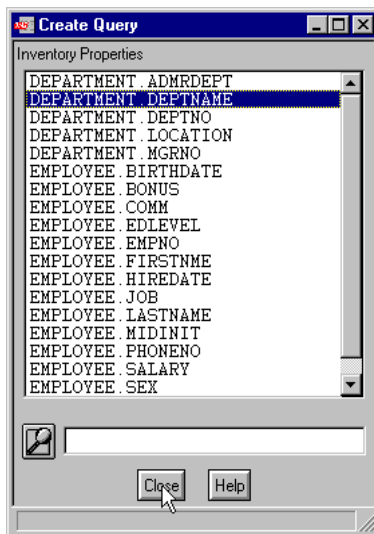 Create Query
Inventory Properties
DEPARTMENT.ADMRDEPT
DEPARTMENT.DEPTNAME
DEPARTMENT.DEPTNO
DEPARTMENT.LOCATION
DEPARTMENT.MGRNO
EMPLOYEE.BIRTHDATE
EMPLOYEE.BONUS
EMPLOYEE.COMM
EMPLOYEE.EDLEVEL
EMPLOYEE.EMPNO
EMPLOYEE.FIRSTNME
EMPLOYEE.HIREDATE
EMPLOYEE.JOB
EMPLOYEE.LASTNAME
EMPLOYEE.MIDINIT
EMPLOYEE.PHONENO
EMPLOYEE.SALARY
EMPLOYEE.SEX
Close Help